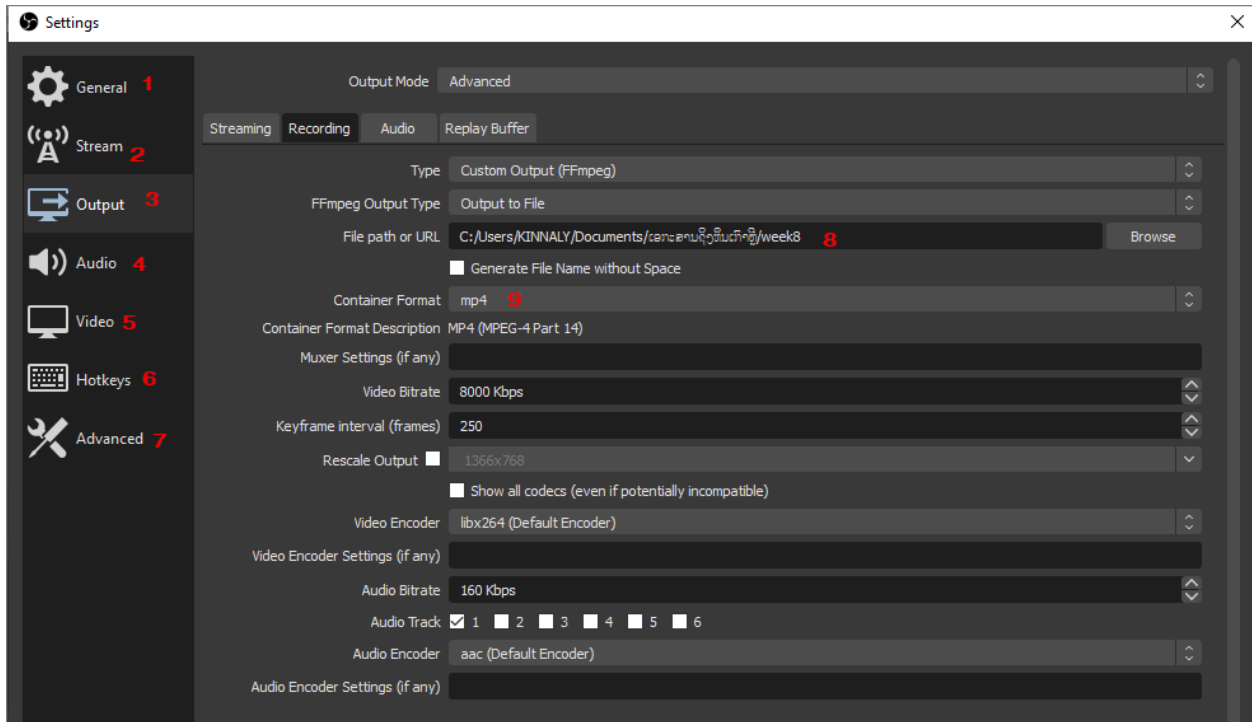 Settings
General 1
Stream 2
Output 3
Audio 4
Video 5
Hotkeys 6
Advanced 7
Output Mode Advanced
Streaming Recording Audio Replay Buffer
Type Custom Output (FFmpeg)
FFmpeg Output Type Output to File
File path or URL C:/Users/KINNALY/Documents/ /week8 8 Browse
Generate File Name without Space
Container Format mp4 9
Container Format Description MP4 (MPEG-4 Part 14)
Muxer Settings (if any)
Video Bitrate 8000 Kbps
Keyframe interval (frames) 250
Rescale Output 1366x768
Show all codecs (even if potentially incompatible)
Video Encoder libx264 (Default Encoder)
Video Encoder Settings (if any)
Audio Bitrate 160 Kbps
Audio Track 1 2 3 4 5 6
Audio Encoder aac (Default Encoder)
Audio Encoder Settings (if any)